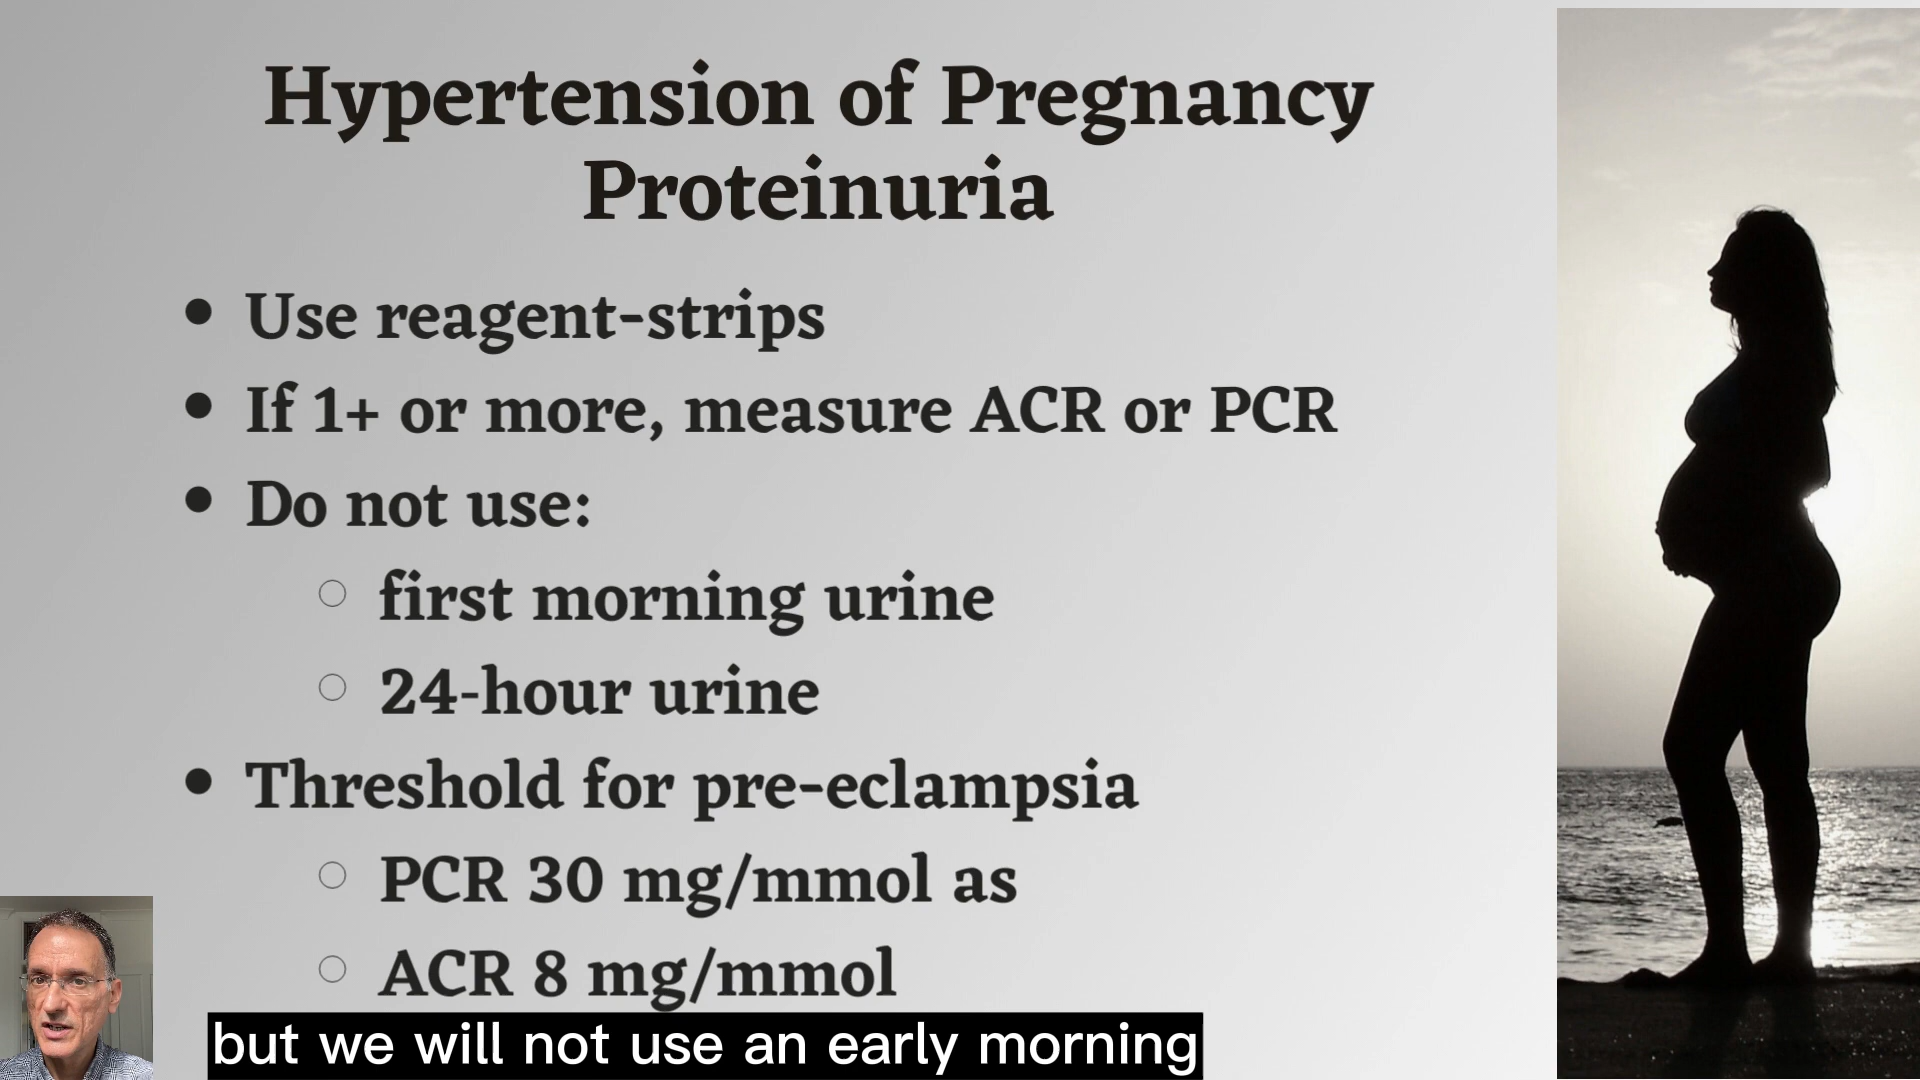 Hypertension of Pregnancy
Proteinuria
• Use reagent-strips
• If 1+ or more, measure ACR or PCR
• Do not use:
○ first morning urine
○ 24-hour urine
• Threshold for pre-eclampsia
○ PCR 30 mg/mmol as
○ ACR 8 mg/mmol
but we will not use an early morning